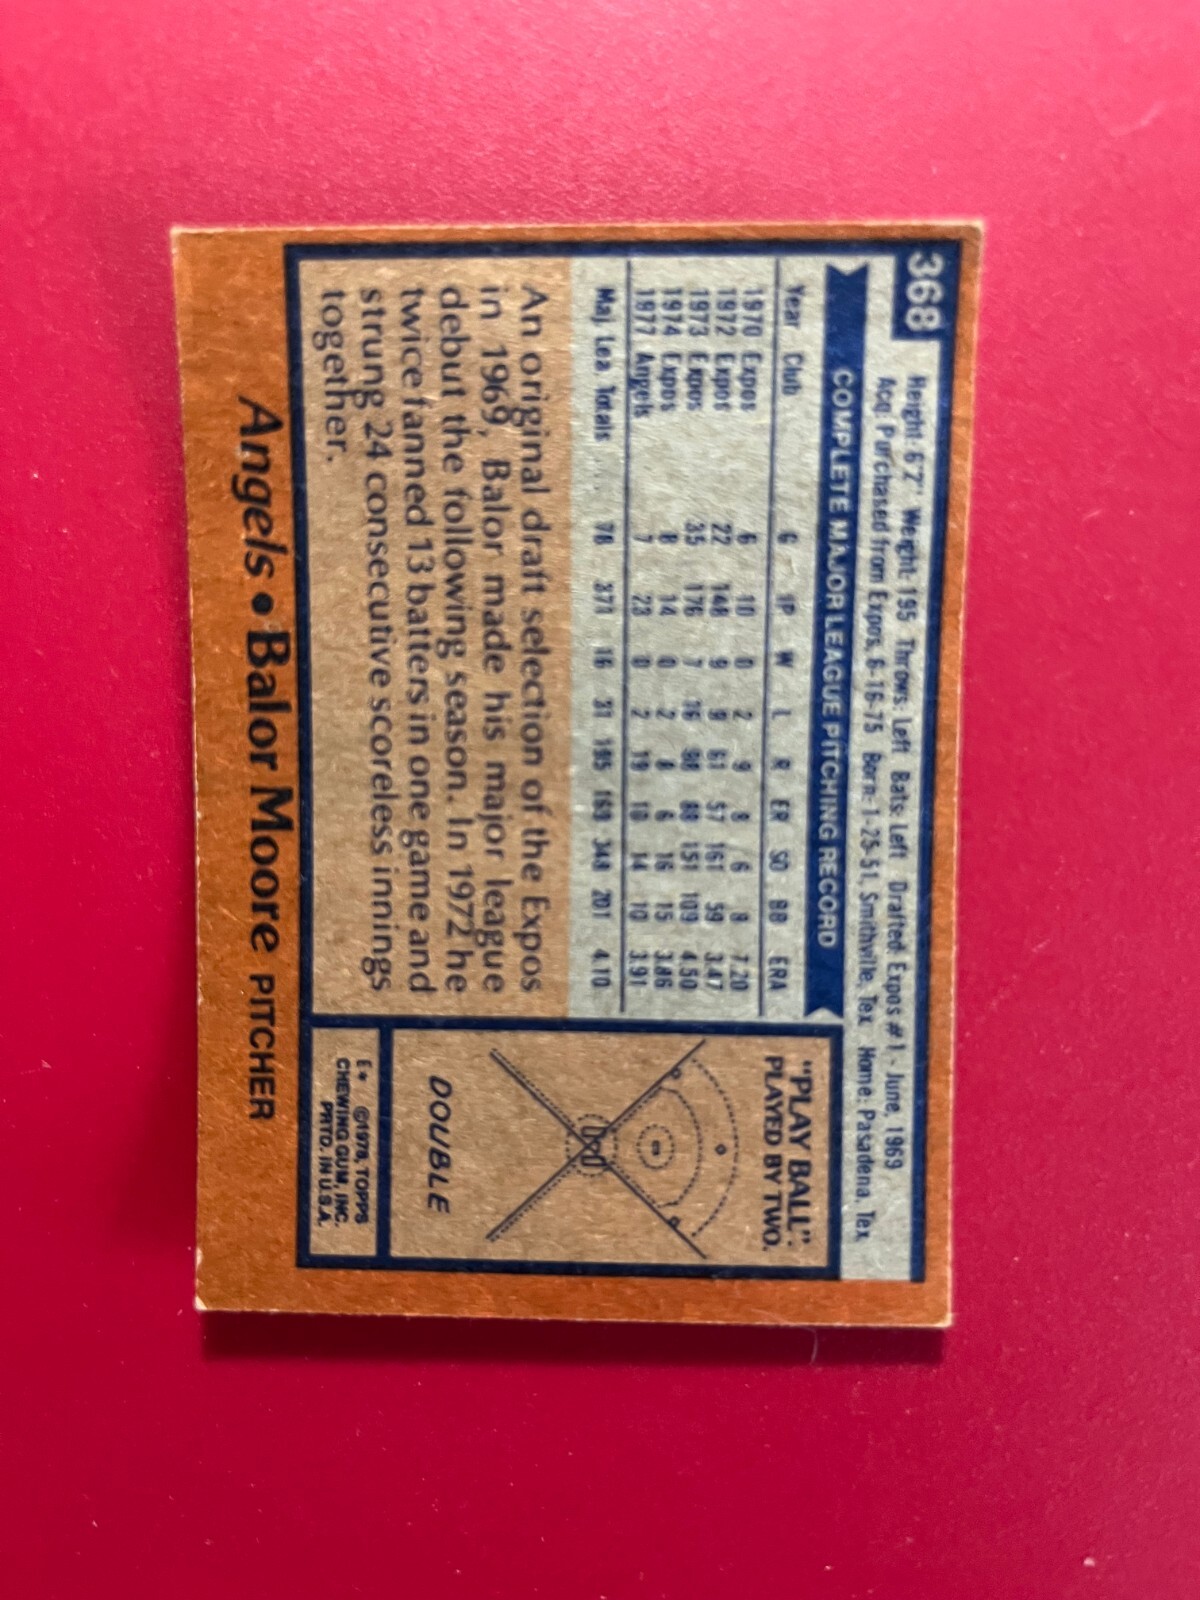 368
Height: 6'2" Weight: 195 Throws: Left Bats: Left Drafted: Expos #1 - June, 1969
Acq: Purchased from Expos, 6-16-75 Born: 1-25-51, Smithville, Tex. Home: Pasadena, Tex.
COMPLETE MAJOR LEAGUE PITCHING RECORD
Year Club G IP W L R ER SO BB ERA
1970 Expos 6 10 0 2 9 8 6 8 7.20
1972 Expos 22 148 9 9 61 57 161 59 3.47
1973 Expos 35 176 7 16 98 88 151 109 4.50
1974 Expos 8 14 0 2 8 6 16 15 3.86
1977 Angels 7 23 0 2 19 10 14 10 3.91
Maj. Lea. Totals ... 78 371 16 31 195 169 348 201 4.10
An original draft selection of the Expos
in 1969, Balor made his major league
debut the following season. In 1972 he
twice fanned 13 batters in one game and
strung 24 consecutive scoreless innings
together.
"PLAY BALL":
PLAYED BY TWO.
DOUBLE
E* ©1978, TOPPS
CHEWING GUM, INC.
PRTD. IN U.S.A.
Angels • Balor Moore PITCHER